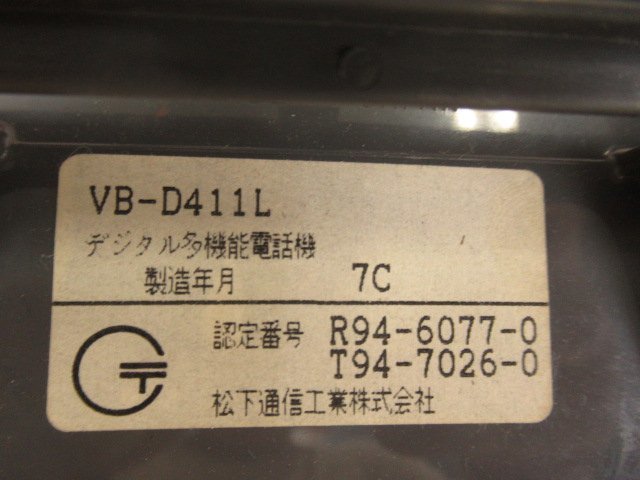 VB-D411L
デジタル多機能電話機
製造年月 7C
認定番号 R94-6077-0
T94-7026-0
松下通信工業株式会社